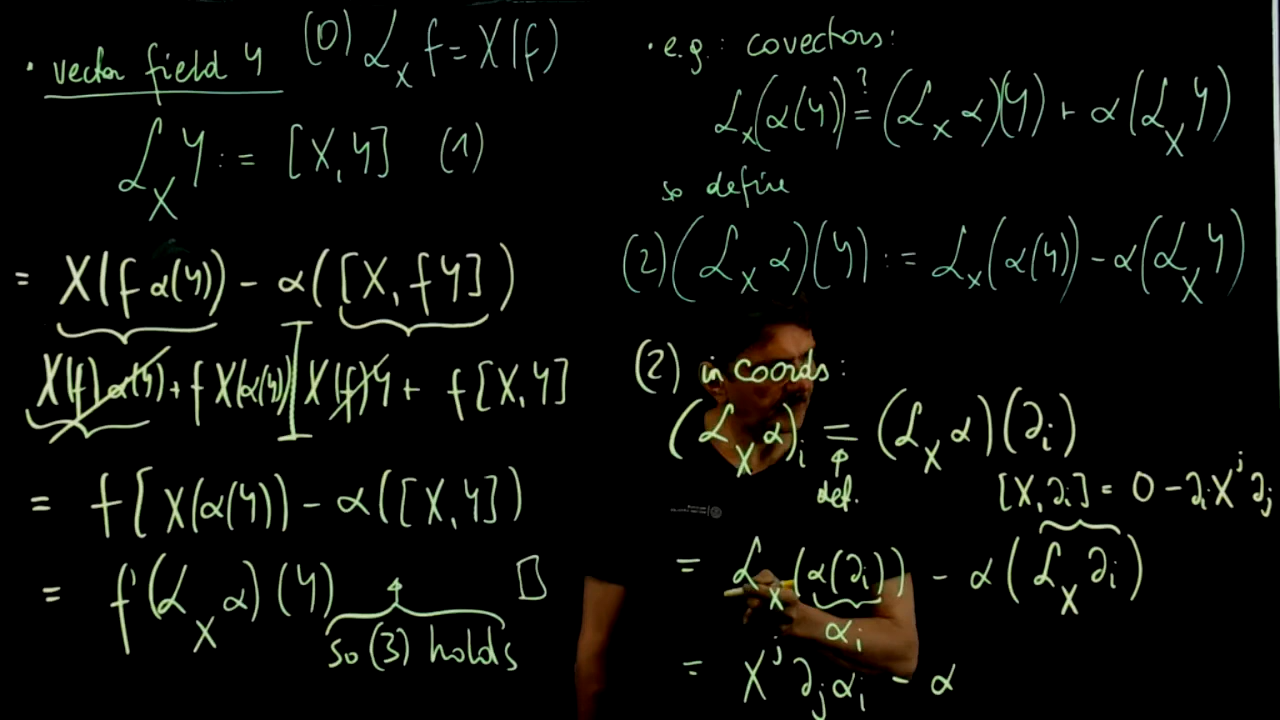 • vector field Y (0) ℒ_X f = X(f)
ℒ_X Y := [X,Y] (1)
= X(f α(Y)) - α([X, fY])
X(f)α(Y) + f X(α(Y)) | X(f)Y + f[X,Y]
= f[X(α(Y)) - α([X,Y])
= f(ℒ_X α)(Y) □
so (3) holds
• e.g.: covectors:
ℒ_X(α(Y)) ?= (ℒ_X α)(Y) + α(ℒ_X Y)
so define
(2) (ℒ_X α)(Y) := ℒ_X(α(Y)) - α(ℒ_X Y)
(2) in coords:
(ℒ_X α)_i = (ℒ_X α)(∂_i)
def.
[X,∂_i] = 0 - ∂_i X^j ∂_j
= ℒ_X(α(∂_i)) - α(ℒ_X ∂_i)
α_i
= X^j ∂_j α_i - α